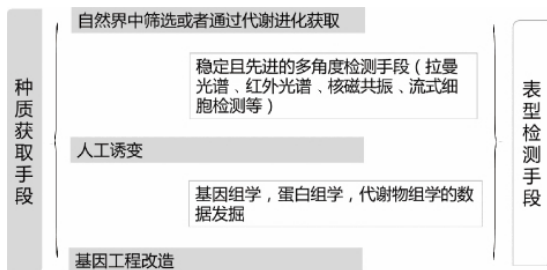 自然界中筛选或者通过代谢进化获取
稳定且先进的多角度检测手段（拉曼
光谱、红外光谱、核磁共振、流式细
胞检测等）
种质获取手段
表型检测手段
人工诱变
基因组学，蛋白组学，代谢物组学的数
据发掘
基因工程改造